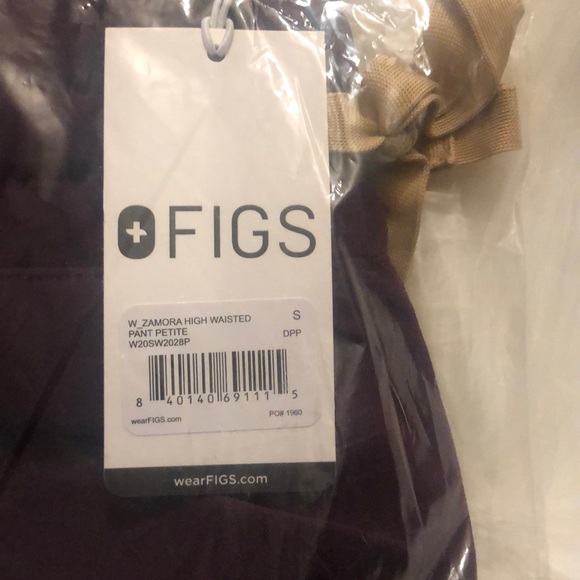 FIGS
W_ZAMORA HIGH WAISTED S
PANT PETITE DPP
W20SW2028P
8 40140 69111 5
wearFIGS.com PO# 1960
wearFIGS.com